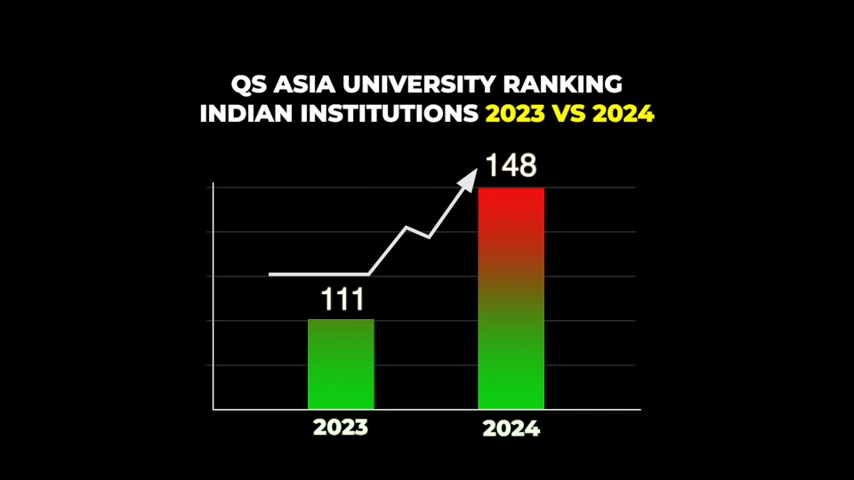 QS ASIA UNIVERSITY RANKING
INDIAN INSTITUTIONS 2023 VS 2024
148
111
2023
2024